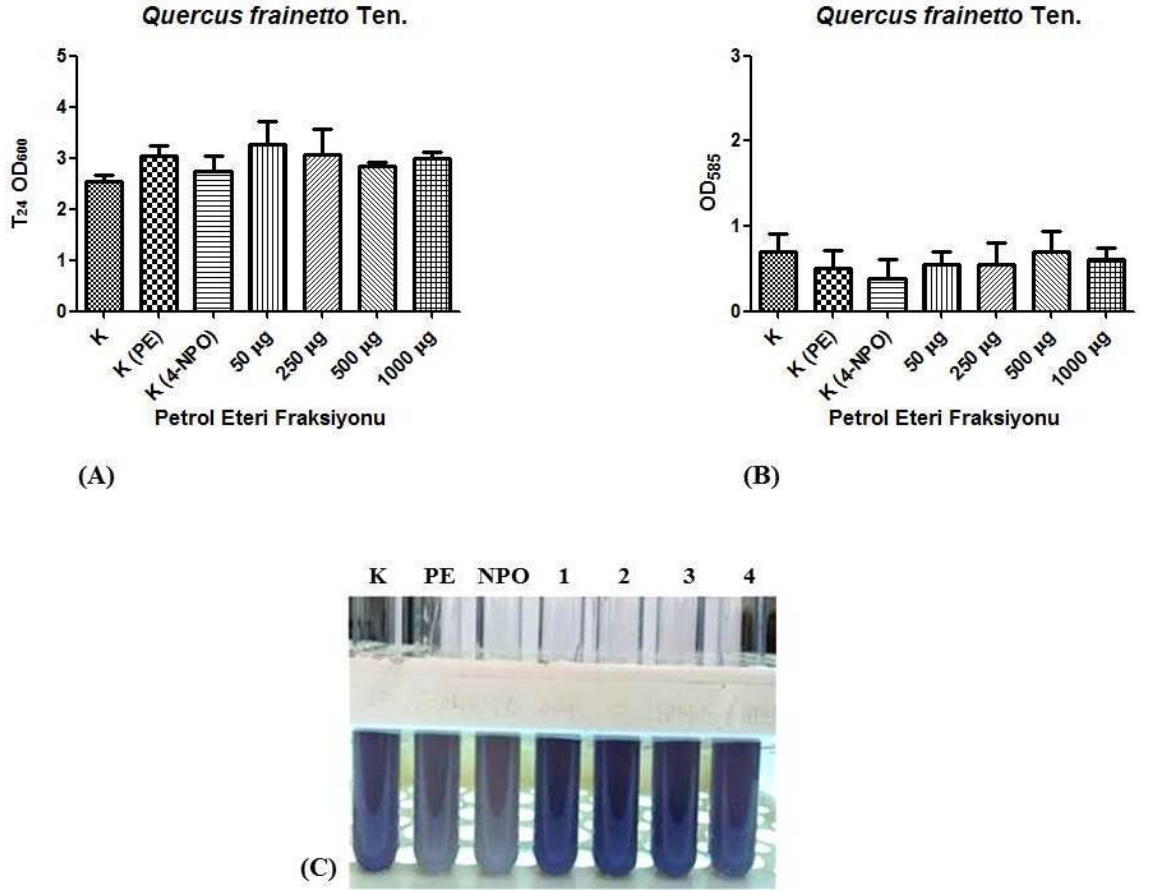 Quercus frainetto Ten.
5
4
3
2
1
0
T24 OD600
K
K (PE)
K (4-NPO)
50 µg
250 µg
500 µg
1000 µg
Petrol Eteri Fraksiyonu
(A)
Quercus frainetto Ten.
3
2
1
0
OD585
K
K (PE)
K (4-NPO)
50 µg
250 µg
500 µg
1000 µg
Petrol Eteri Fraksiyonu
(B)
K PE NPO 1 2 3 4
(C)